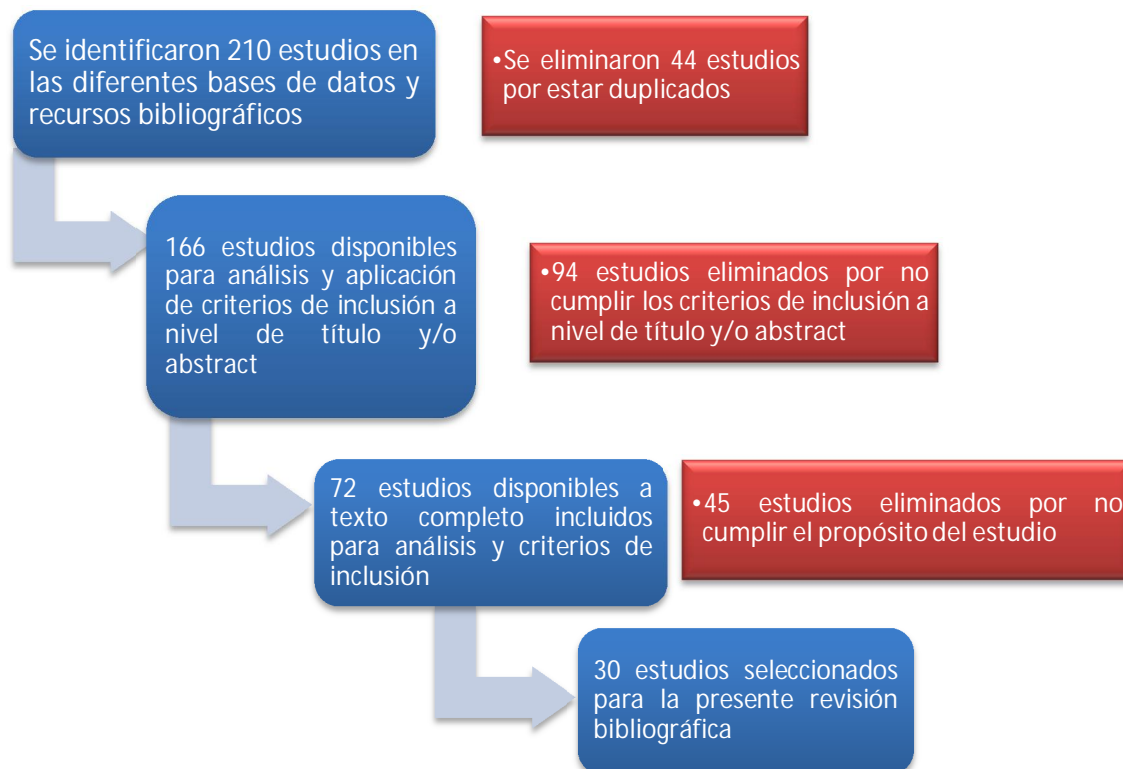 Se identificaron 210 estudios en
las diferentes bases de datos y
recursos bibliográficos
•Se eliminaron 44 estudios
por estar duplicados
166 estudios disponibles
para análisis y aplicación
de criterios de inclusión a
nivel de título y/o
abstract
•94 estudios eliminados por no
cumplir los criterios de inclusión a
nivel de título y/o abstract
72 estudios disponibles a
texto completo incluidos
para análisis y criterios de
inclusión
•45 estudios eliminados por no
cumplir el propósito del estudio
30 estudios seleccionados
para la presente revisión
bibliográfica